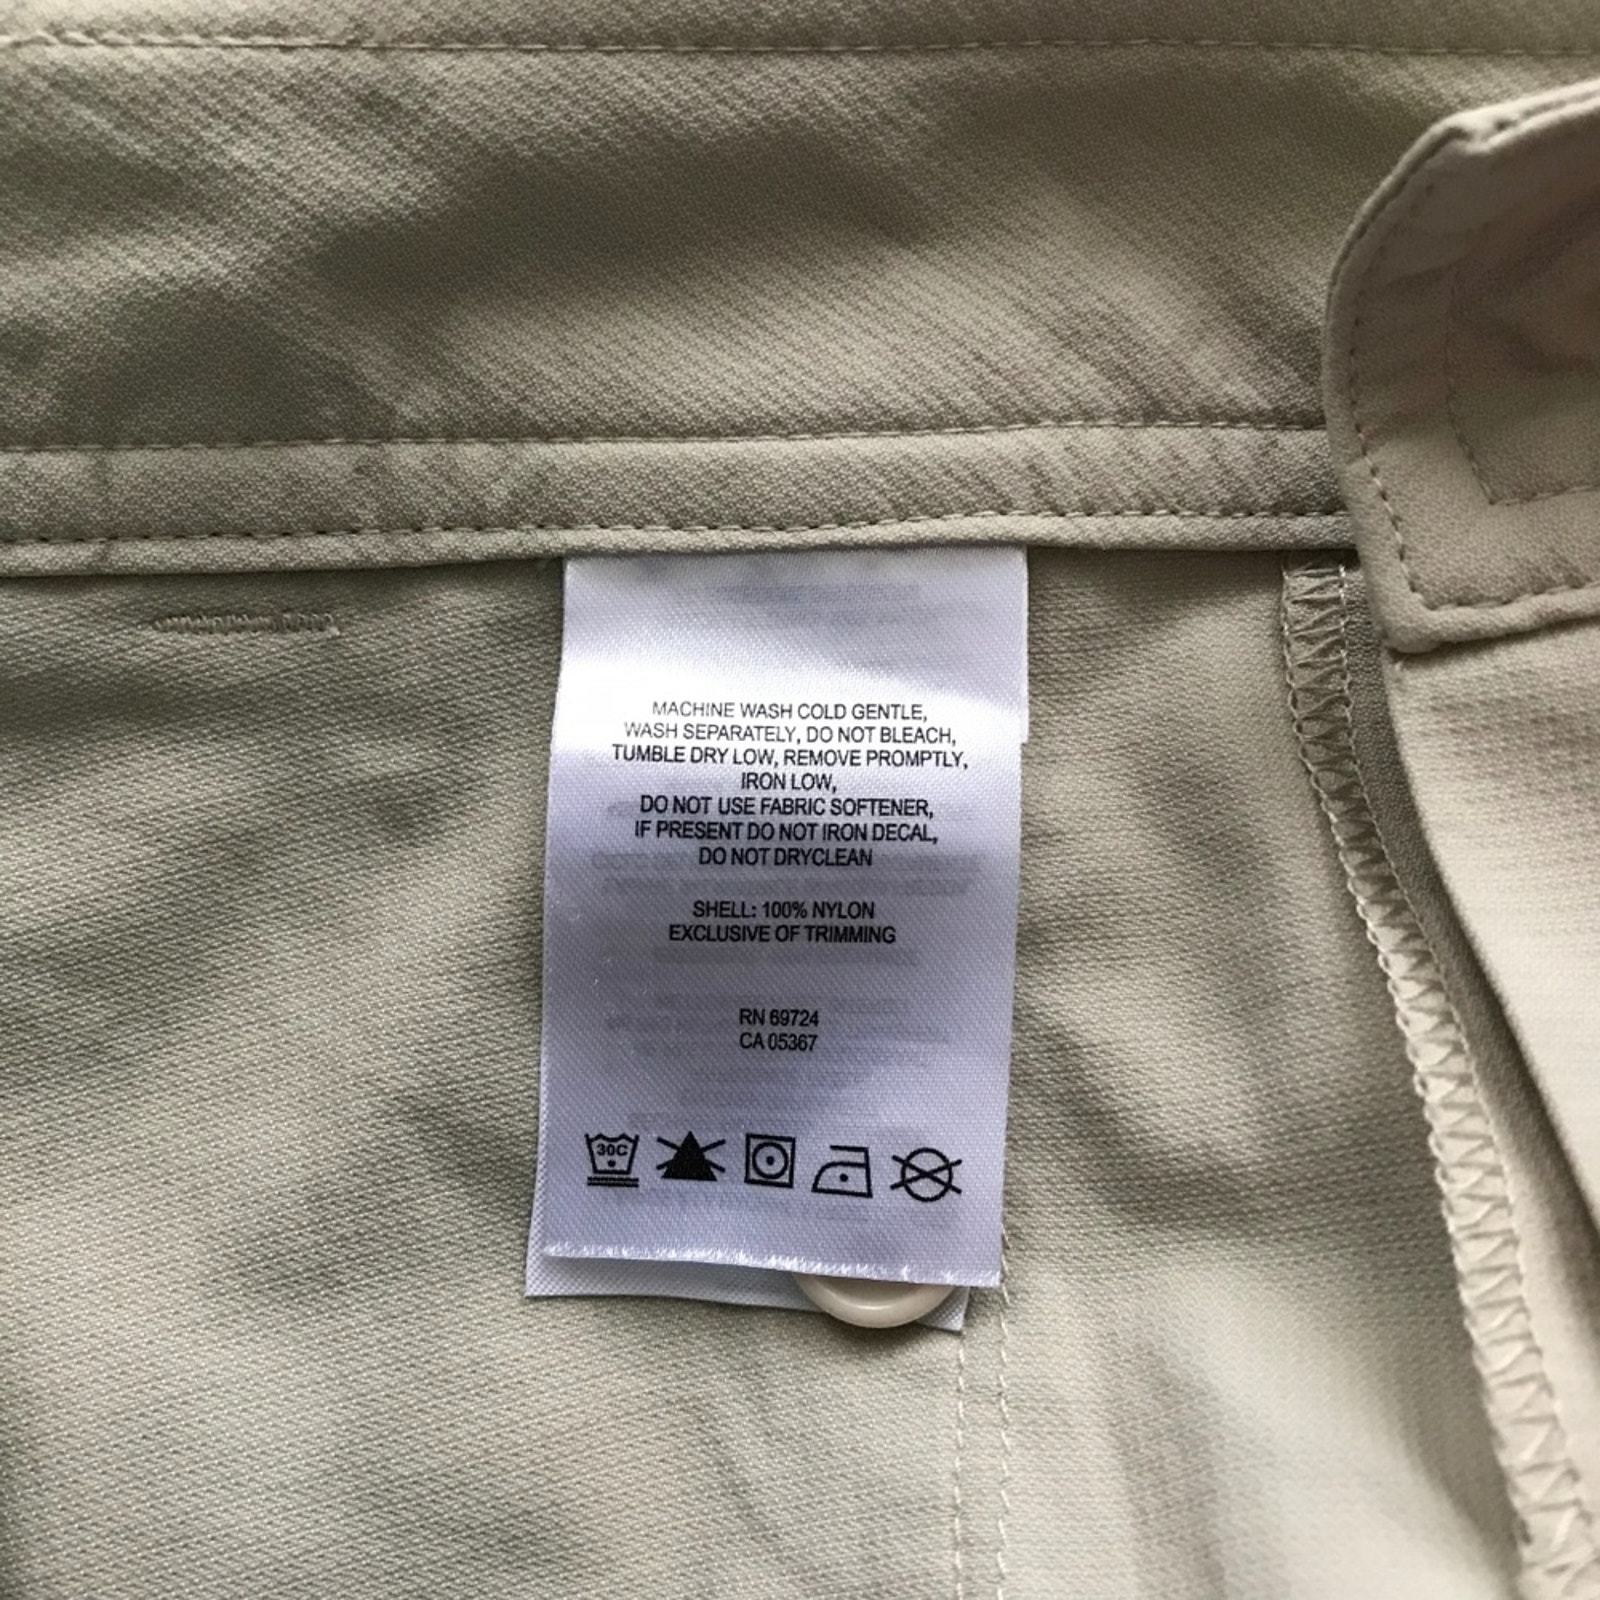 MACHINE WASH COLD GENTLE,
WASH SEPARATELY, DO NOT BLEACH,
TUMBLE DRY LOW, REMOVE PROMPTLY,
IRON LOW,
DO NOT USE FABRIC SOFTENER,
IF PRESENT DO NOT IRON DECAL,
DO NOT DRYCLEAN
SHELL: 100% NYLON
EXCLUSIVE OF TRIMMING
RN 69724
CA 05367
30C